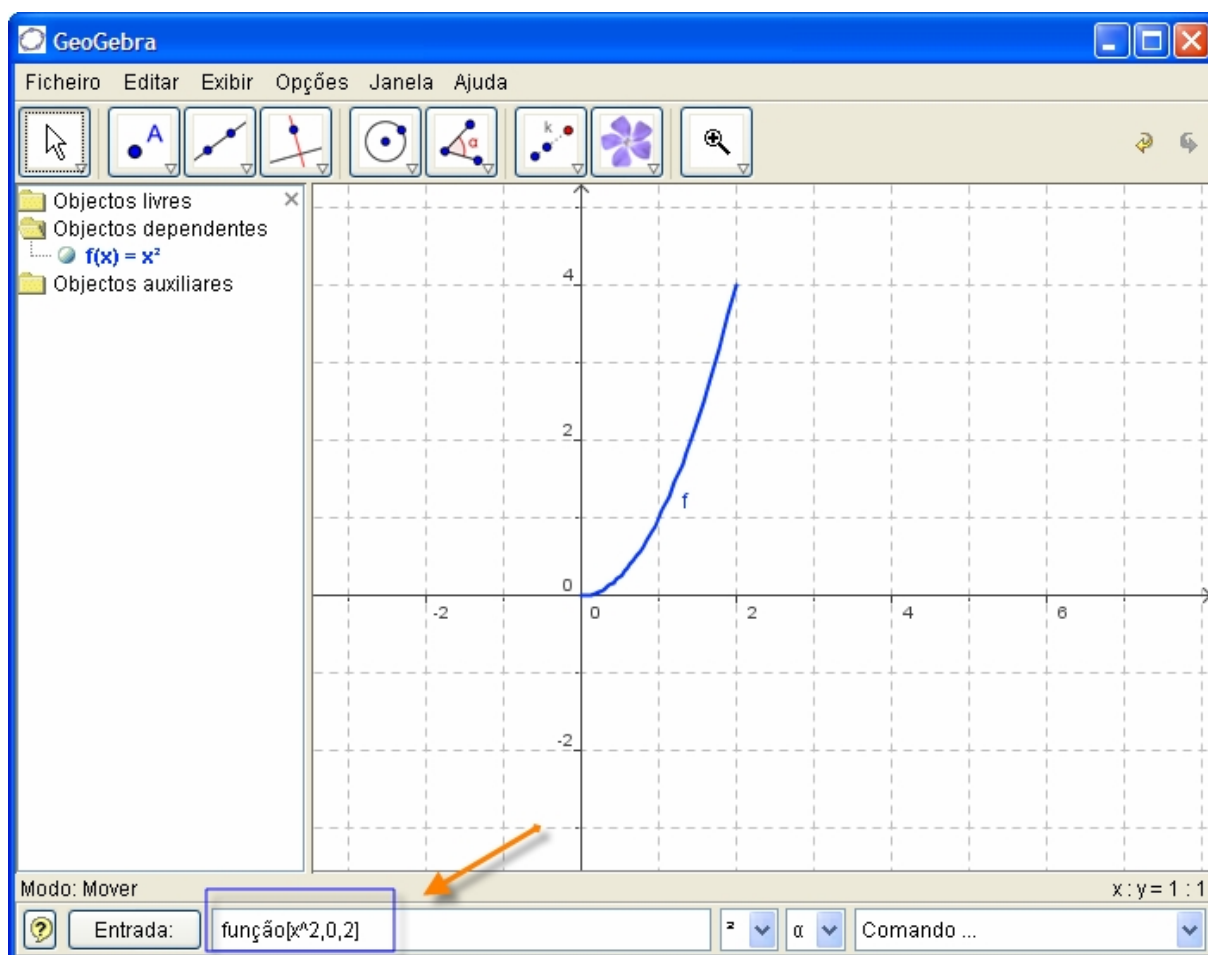 GeoGebra
Ficheiro Editar Exibir Opções Janela Ajuda
A
α
k
Objectos livres
Objectos dependentes
f(x) = x²
Objectos auxiliares
4
2
f
0
-2 0 2 4 6
-2
Modo: Mover x : y = 1 : 1
Entrada: função[x^2,0,2] ² α Comando ...